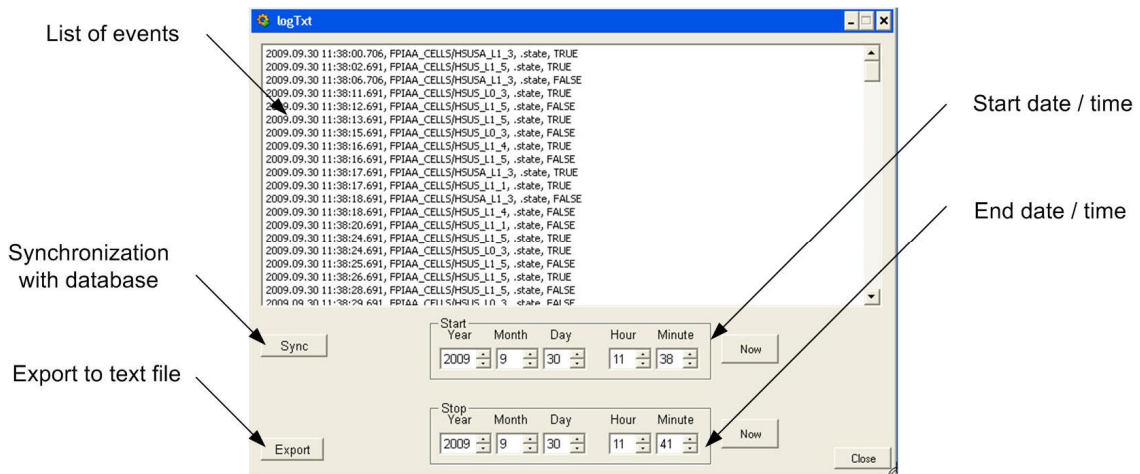 logTxt
List of events
2009.09.30 11:38:00.706, FPIAA_CELLS/HSUSA_L1_3, .state, TRUE
2009.09.30 11:38:02.691, FPIAA_CELLS/HSUS_L1_5, .state, TRUE
2009.09.30 11:38:06.706, FPIAA_CELLS/HSUSA_L1_3, .state, FALSE
2009.09.30 11:38:11.691, FPIAA_CELLS/HSUS_L0_3, .state, TRUE
2009.09.30 11:38:12.691, FPIAA_CELLS/HSUS_L1_5, .state, FALSE
2009.09.30 11:38:13.691, FPIAA_CELLS/HSUS_L1_5, .state, TRUE
2009.09.30 11:38:15.691, FPIAA_CELLS/HSUS_L0_3, .state, FALSE
2009.09.30 11:38:16.691, FPIAA_CELLS/HSUS_L1_4, .state, TRUE
2009.09.30 11:38:16.691, FPIAA_CELLS/HSUS_L1_5, .state, FALSE
2009.09.30 11:38:17.691, FPIAA_CELLS/HSUSA_L1_3, .state, TRUE
2009.09.30 11:38:17.691, FPIAA_CELLS/HSUS_L1_1, .state, TRUE
2009.09.30 11:38:18.691, FPIAA_CELLS/HSUSA_L1_3, .state, FALSE
2009.09.30 11:38:18.691, FPIAA_CELLS/HSUS_L1_4, .state, FALSE
2009.09.30 11:38:20.691, FPIAA_CELLS/HSUS_L1_1, .state, FALSE
2009.09.30 11:38:24.691, FPIAA_CELLS/HSUS_L1_5, .state, TRUE
2009.09.30 11:38:24.691, FPIAA_CELLS/HSUS_L0_3, .state, TRUE
2009.09.30 11:38:25.691, FPIAA_CELLS/HSUS_L1_5, .state, FALSE
2009.09.30 11:38:26.691, FPIAA_CELLS/HSUS_L1_5, .state, TRUE
2009.09.30 11:38:28.691, FPIAA_CELLS/HSUS_L1_5, .state, FALSE
2009.09.30 11:38:29.691, FPIAA_CELLS/HSUS_L0_3, .state, FALSE
Start date / time
End date / time
Synchronization
with database
Sync
Start
Year Month Day Hour Minute
2009 9 30 11 38
Now
Export to text file
Export
Stop
Year Month Day Hour Minute
2009 9 30 11 41
Now
Close